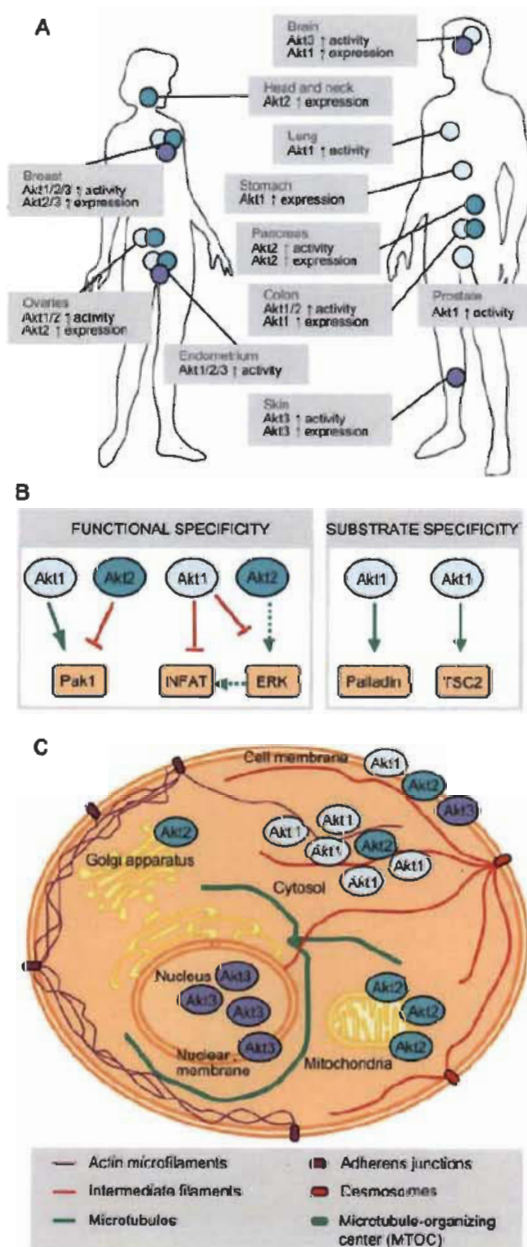 A
Brain
Akt3 ↑ activity
Akt1 ↑ expression
Head and neck
Akt2 ↑ expression
Lung
Akt1 ↑ activity
Breast
Akt1/2/3 ↑ activity
Akt2/3 ↑ expression
Stomach
Akt1 ↑ expression
Pancreas
Akt2 ↑ activity
Akt2 ↑ expression
Ovaries
Akt1/2 ↑ activity
Akt2 ↑ expression
Colon
Akt1/2 ↑ activity
Akt1 ↑ expression
Prostate
Akt1 ↑ activity
Endometrium
Akt1/2/3 ↑ activity
Skin
Akt3 ↑ activity
Akt3 ↑ expression
B
FUNCTIONAL SPECIFICITY
SUBSTRATE SPECIFICITY
Akt1 Akt2 Akt1 Akt2 Akt1 Akt1
Pak1 NFAT ERK Palladin TSC2
C
Cell membrane
Akt1
Akt2
Akt3
Akt2
Golgi apparatus
Akt1
Akt1
Akt1
Akt2
Akt1
Akt1
Cytosol
Nucleus
Akt3
Akt3
Akt3
Akt3
Nuclear membrane
Akt2
Akt2
Akt2
Mitochondria
Actin microfilaments
Adherens junctions
Intermediate filaments
Desmosomes
Microtubules
Microtubule-organizing
center (MTOC)